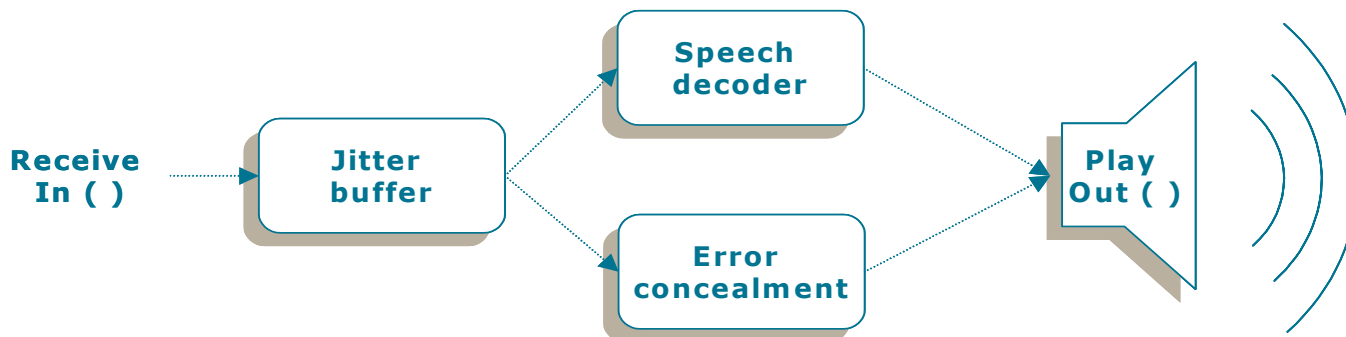 Receive
In ( )
Jitter
buffer
Speech
decoder
Error
concealment
Play
Out ( )